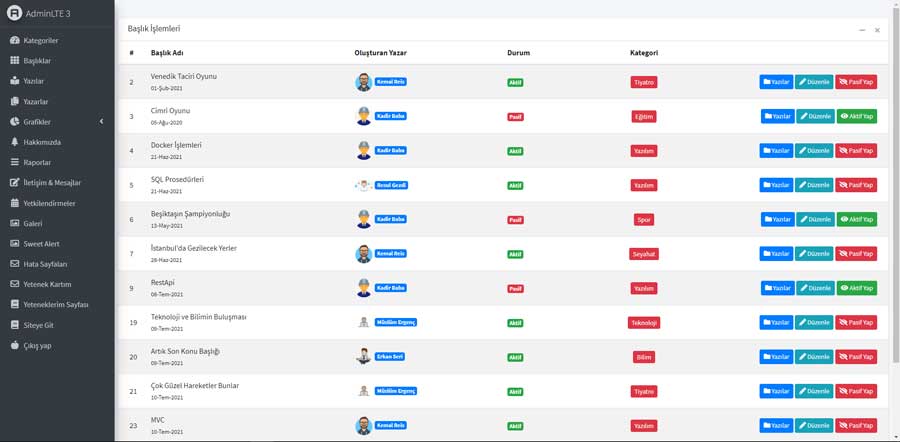 AdminLTE 3
Kategoriler
Başlıklar
Yazılar
Yazarlar
Grafikler
Hakkımızda
Raporlar
İletişim & Mesajlar
Yetkilendirmeler
Galeri
Sweet Alert
Hata Sayfaları
Yetenek Kartım
Yeteneklerim Sayfası
Siteye Git
Çıkış yap
Başlık İşlemleri
# Başlık Adı Oluşturan Yazar Durum Kategori
2 Venedik Taciri Oyunu Kemal Reis Aktif Tiyatro Yazılar Düzenle Pasif Yap
01-Şub-2021
3 Cimri Oyunu Kadir Baba Pasif Eğitim Yazılar Düzenle Aktif Yap
05-Ağu-2020
4 Docker İşlemleri Kadir Baba Aktif Yazılım Yazılar Düzenle Pasif Yap
21-Haz-2021
5 SQL Prosedürleri Resul Gezdi Aktif Yazılım Yazılar Düzenle Pasif Yap
21-Haz-2021
6 Beşiktaşın Şampiyonluğu Kadir Baba Pasif Spor Yazılar Düzenle Aktif Yap
13-May-2021
7 İstanbul'da Gezilecek Yerler Kemal Reis Aktif Seyahat Yazılar Düzenle Pasif Yap
28-Haz-2021
9 RestApi Kadir Baba Pasif Yazılım Yazılar Düzenle Aktif Yap
08-Tem-2021
19 Teknoloji ve Bilimin Buluşması Müslüm Ergenç Aktif Teknoloji Yazılar Düzenle Pasif Yap
09-Tem-2021
20 Artık Son Konu Başlığı Erkan Seri Aktif Bilim Yazılar Düzenle Pasif Yap
09-Tem-2021
21 Çok Güzel Hareketler Bunlar Müslüm Ergenç Aktif Tiyatro Yazılar Düzenle Pasif Yap
10-Tem-2021
23 MVC Kemal Reis Aktif Yazılım Yazılar Düzenle Pasif Yap
10-Tem-2021